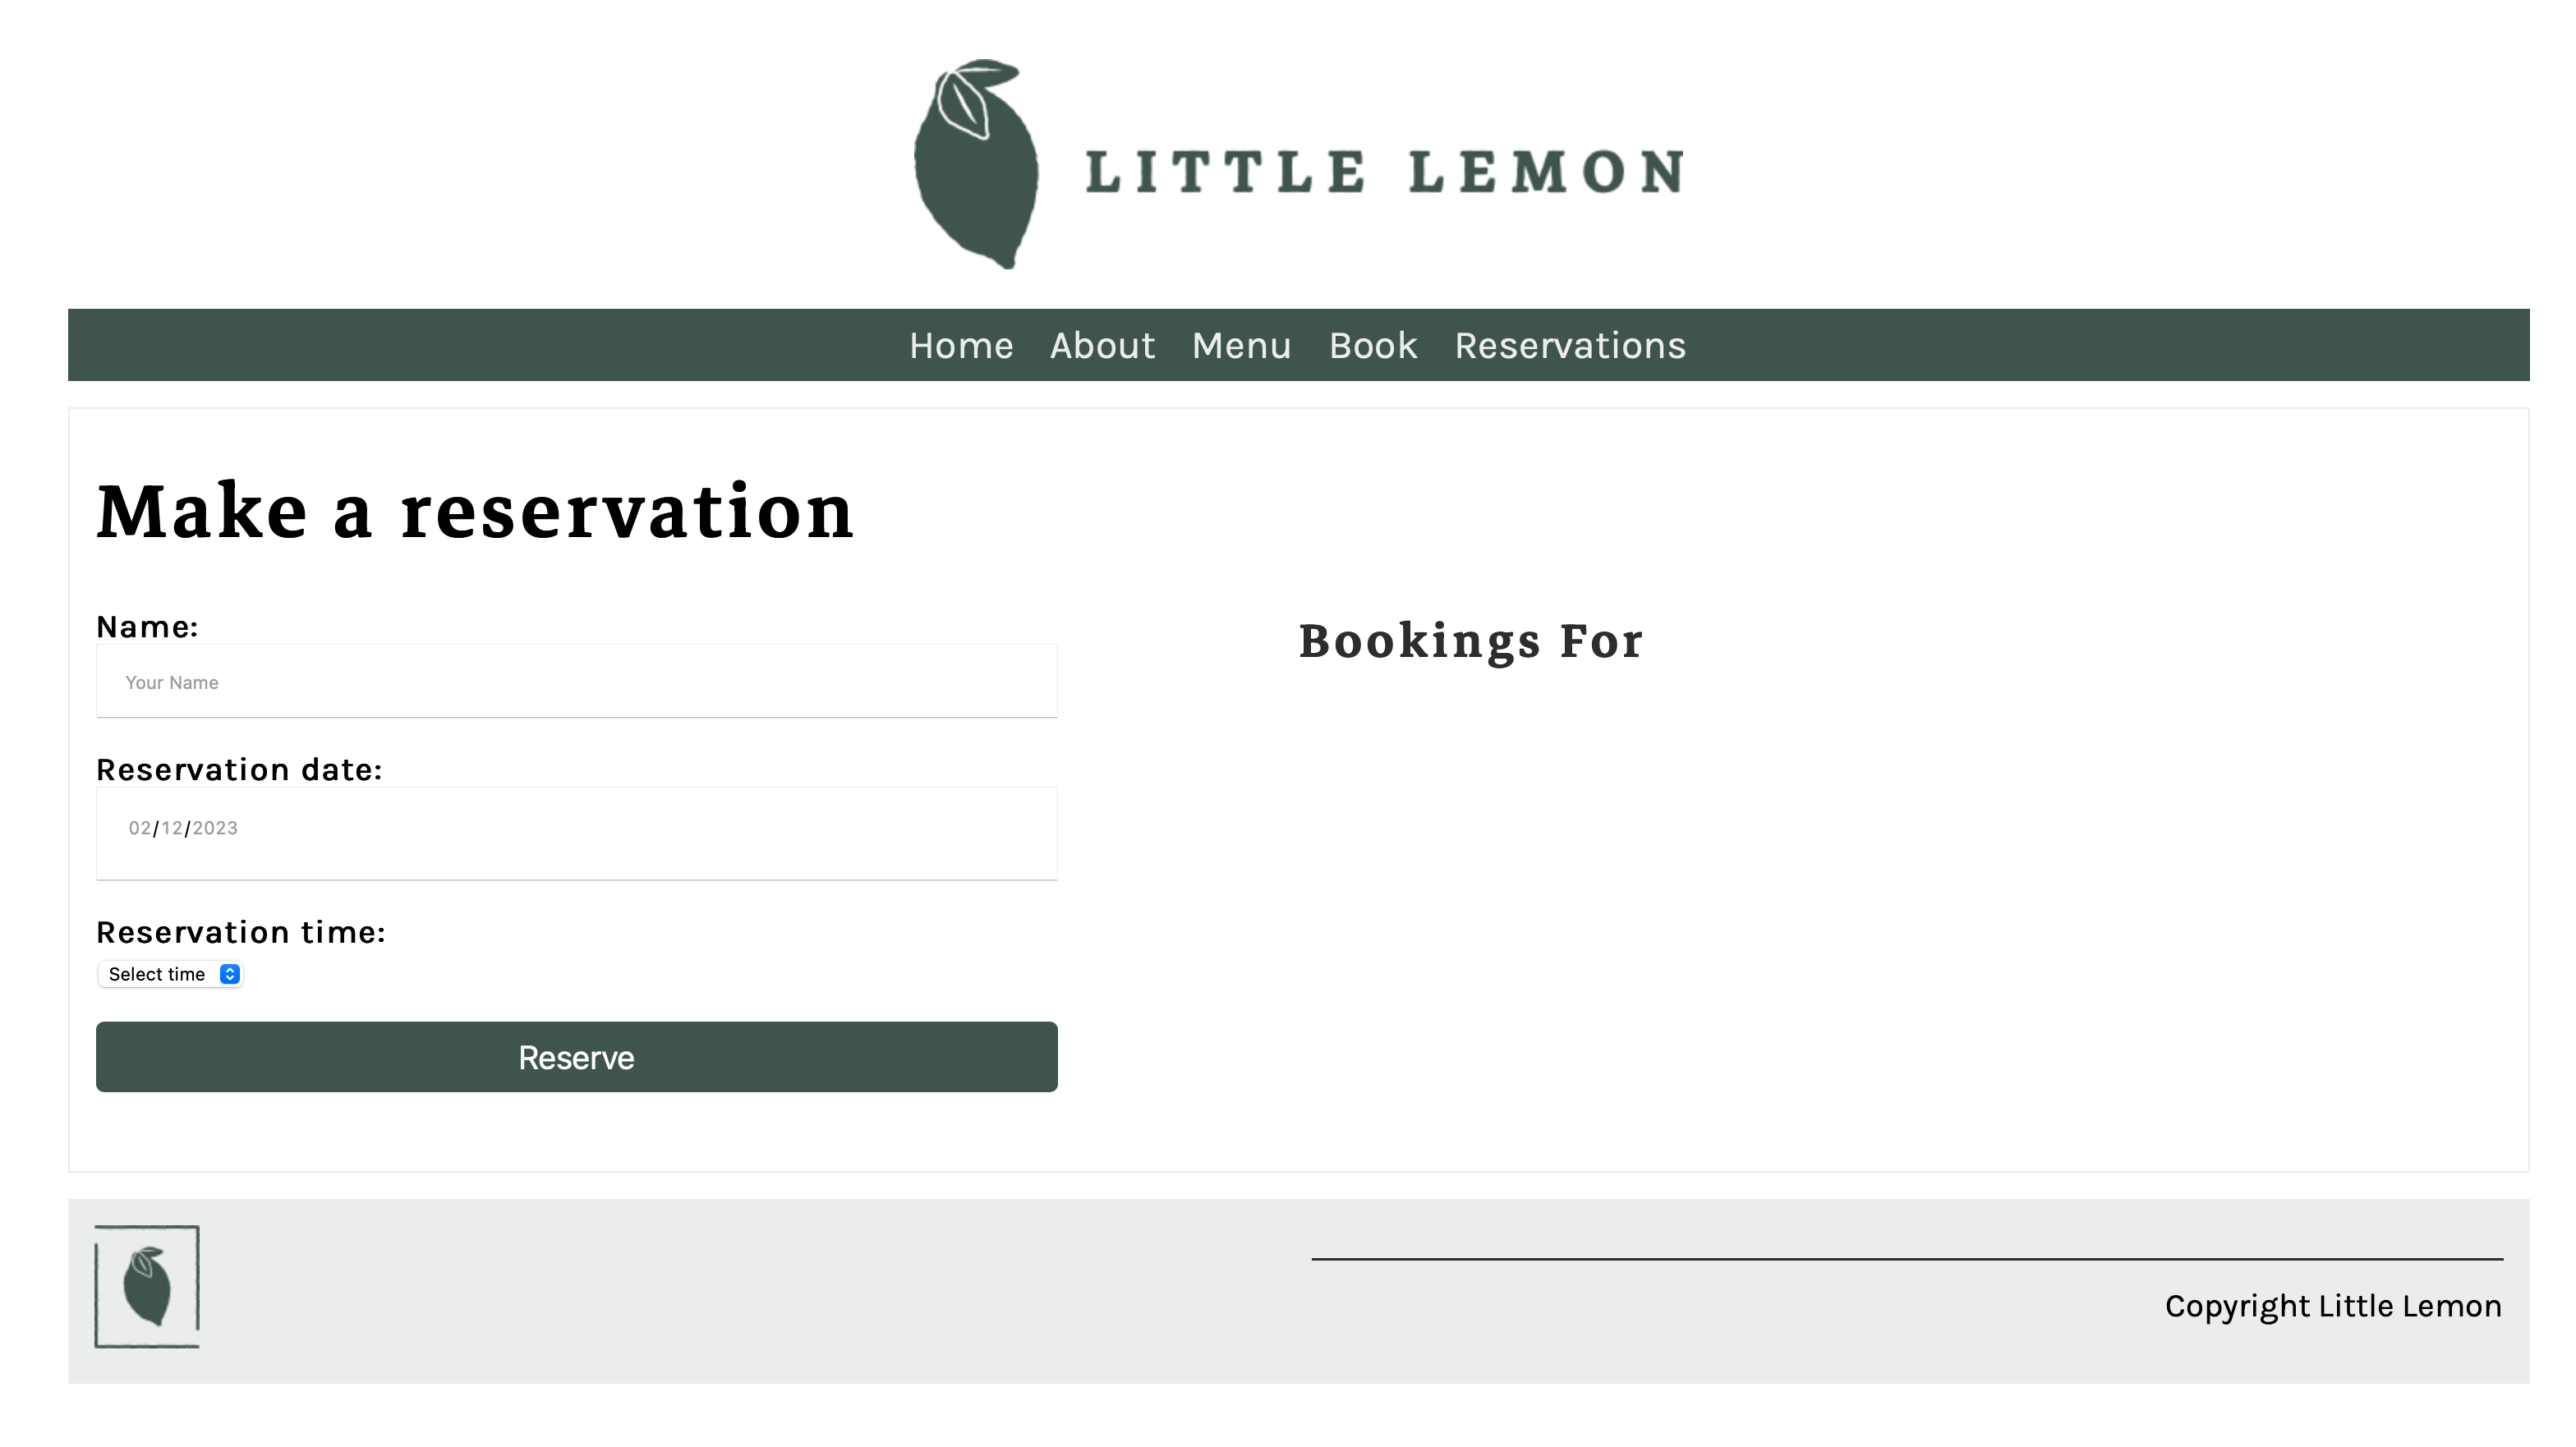 LITTLE LEMON
Home About Menu Book Reservations
Make a reservation
Name:
Your Name
Reservation date:
02/12/2023
Reservation time:
Select time
Reserve
Bookings For
Copyright Little Lemon